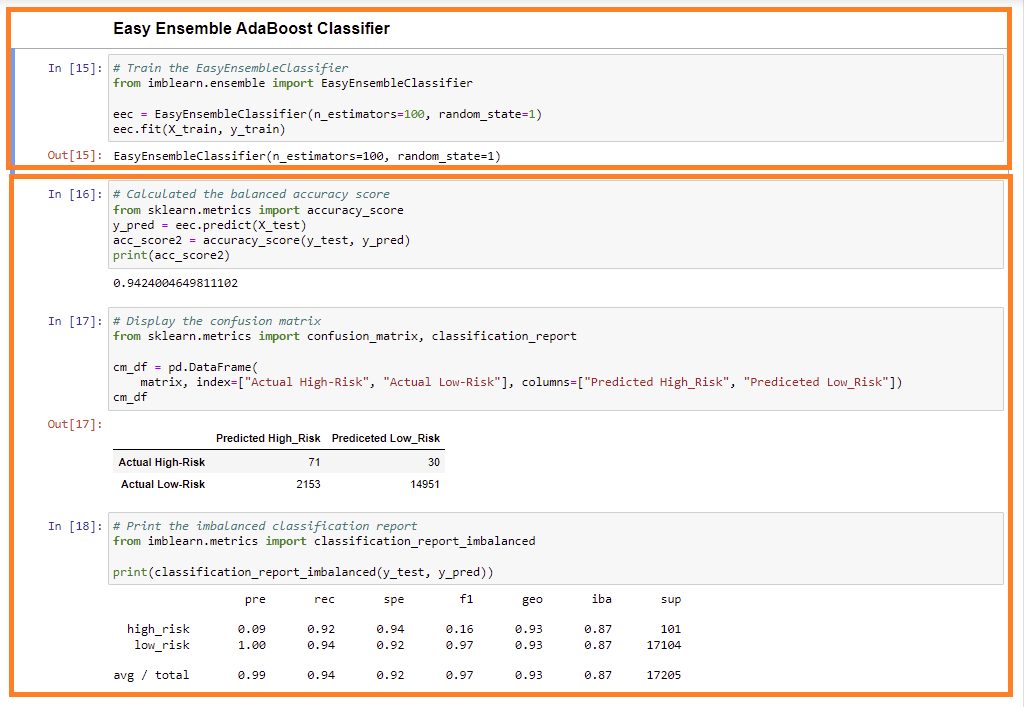 Easy Ensemble AdaBoost Classifier
In [15]: # Train the EasyEnsembleClassifier
from imblearn.ensemble import EasyEnsembleClassifier
eec = EasyEnsembleClassifier(n_estimators=100, random_state=1)
eec.fit(X_train, y_train)
Out[15]: EasyEnsembleClassifier(n_estimators=100, random_state=1)
In [16]: # Calculated the balanced accuracy score
from sklearn.metrics import accuracy_score
y_pred = eec.predict(X_test)
acc_score2 = accuracy_score(y_test, y_pred)
print(acc_score2)
0.9424004649811102
In [17]: # Display the confusion matrix
from sklearn.metrics import confusion_matrix, classification_report
cm_df = pd.DataFrame(
matrix, index=["Actual High-Risk", "Actual Low-Risk"], columns=["Predicted High_Risk", "Prediceted Low_Risk"])
cm_df
Out[17]:
Predicted High_Risk Prediceted Low_Risk
Actual High-Risk 71 30
Actual Low-Risk 2153 14951
In [18]: # Print the imbalanced classification report
from imblearn.metrics import classification_report_imbalanced
print(classification_report_imbalanced(y_test, y_pred))
pre rec spe f1 geo iba sup
high_risk 0.09 0.92 0.94 0.16 0.93 0.87 101
low_risk 1.00 0.94 0.92 0.97 0.93 0.87 17104
avg / total 0.99 0.94 0.92 0.97 0.93 0.87 17205